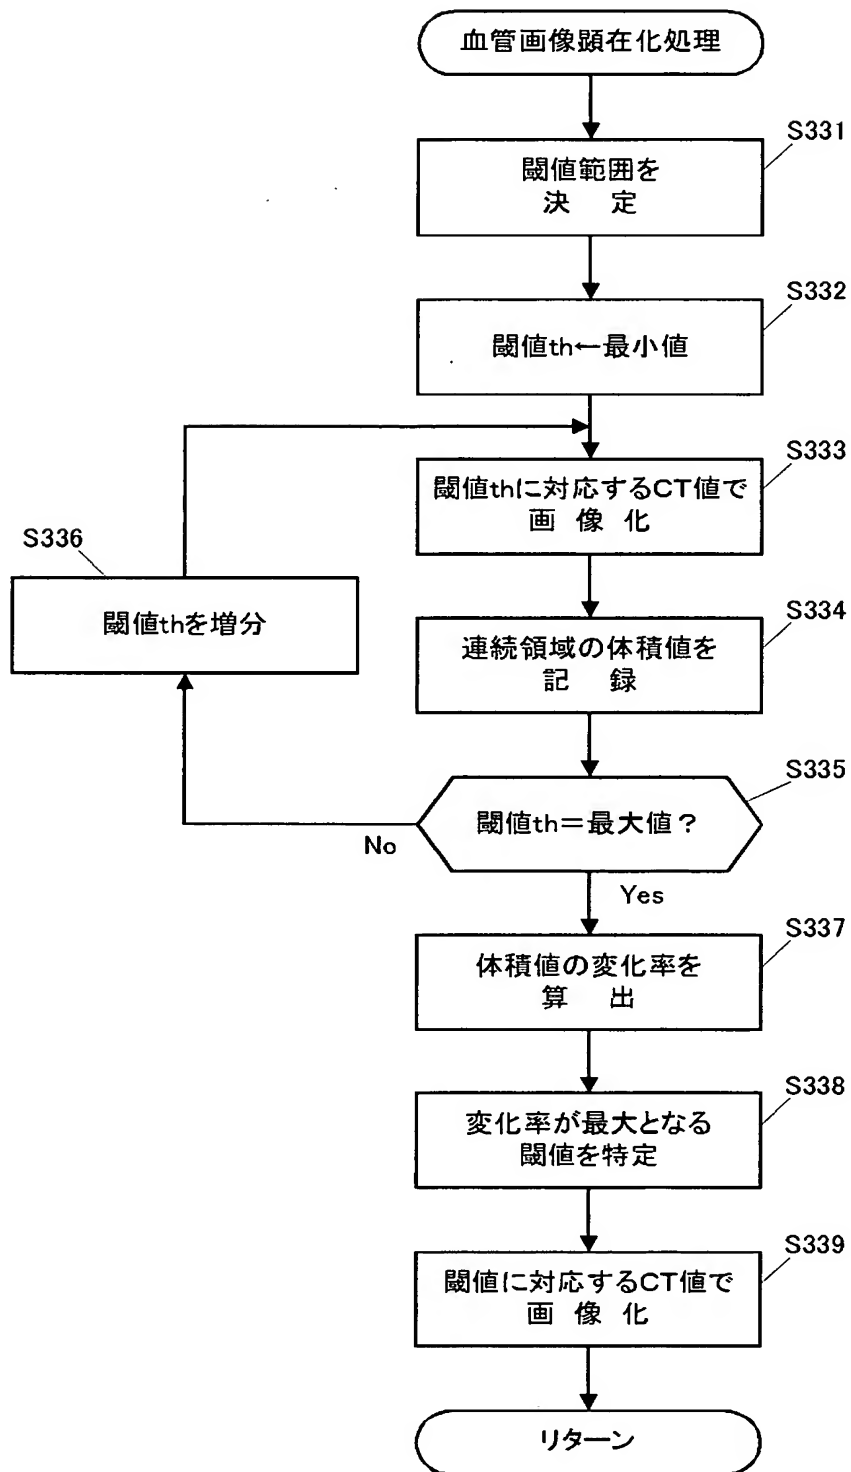 血管画像顕在化処理
S331
閾値範囲を
決 定
S332
閾値th←最小値
S333
閾値thに対応するCT値で
画 像 化
S336
閾値thを増分
S334
連続領域の体積値を
記 録
S335
閾値th=最大値?
No
Yes
S337
体積値の変化率を
算 出
S338
変化率が最大となる
閾値を特定
S339
閾値に対応するCT値で
画 像 化
リターン